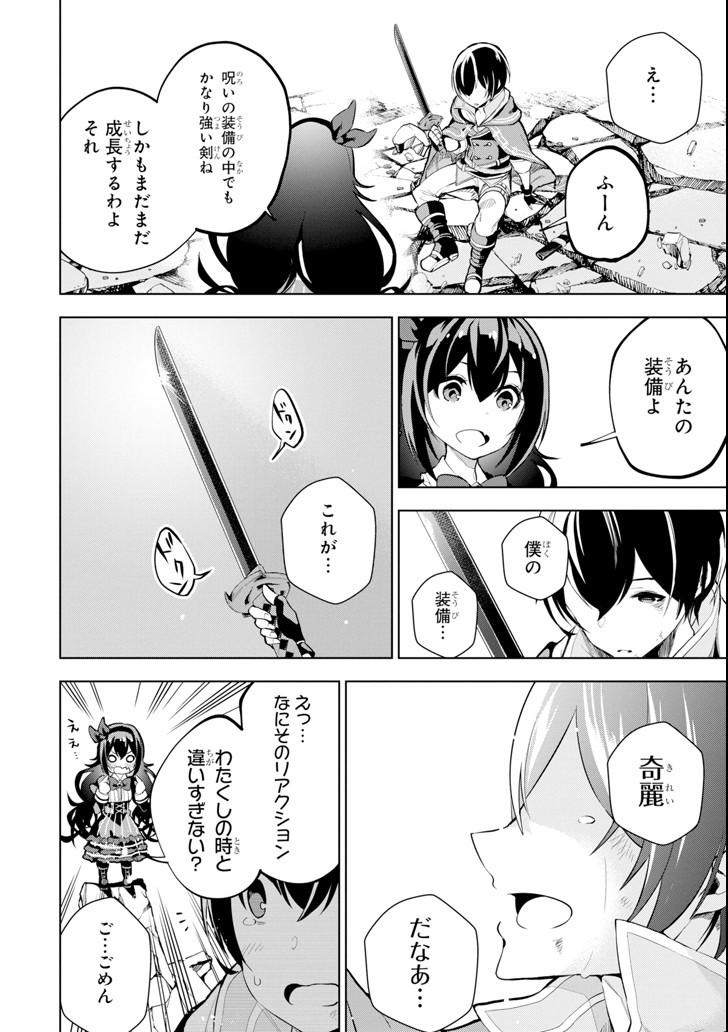 え…
ふーん
呪いの装備の中でも
かなり強い剣ね
しかもまだまだ
成長するわよ
それ
あんたの
装備よ
僕の
装備…
ドクン
これが…
ドクン
奇麗
だなあ…
えっ…
なにそのリアクション
わたくしの時と
違いすぎない?
ええ…
ご…ごめん